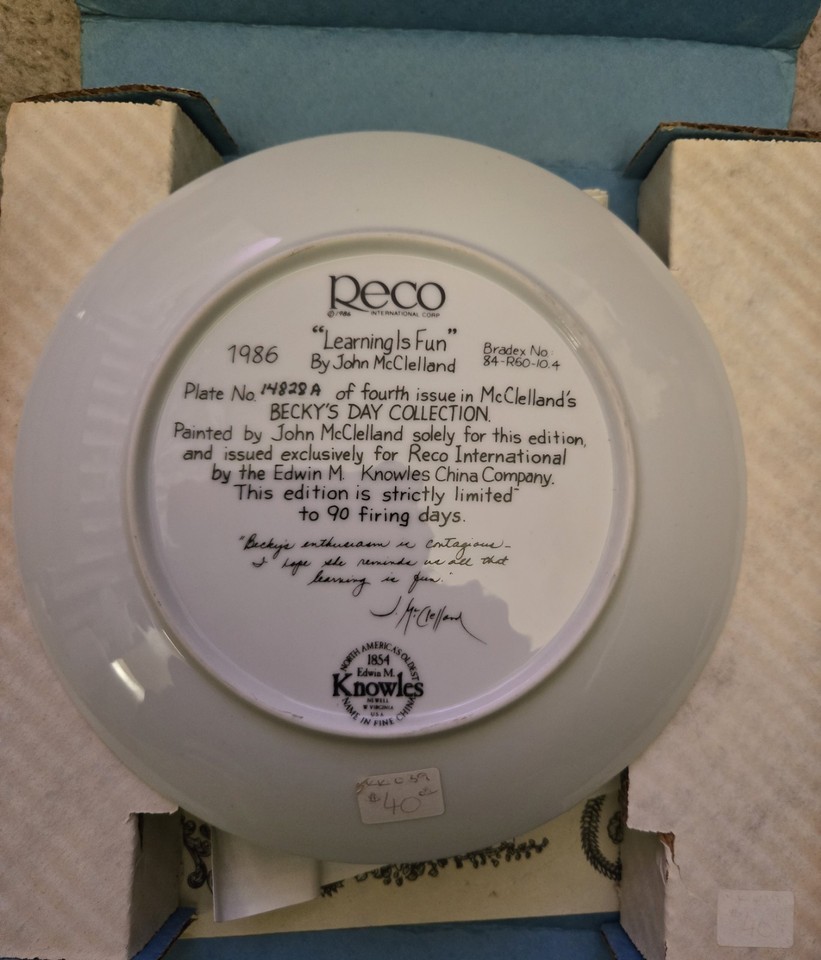 Reco
©1986 INTERNATIONAL CORP
1986
"Learning Is Fun"
By John McClelland
Bradex No.
84-R60-10.4
Plate No. 14828A of fourth issue in McClelland's
BECKY'S DAY COLLECTION.
Painted by John McClelland solely for this edition,
and issued exclusively for Reco International
by the Edwin M. Knowles China Company.
This edition is strictly limited
to 90 firing days.
"Becky's enthusiasm is contagious-
I hope she reminds us all that
learning is fun."
J. McClelland
NORTH AMERICA'S OLDEST
1854
Edwin M.
Knowles
NEWELL
W VIRGINIA
U.S.A.
NAME IN FINE CHINA
$40